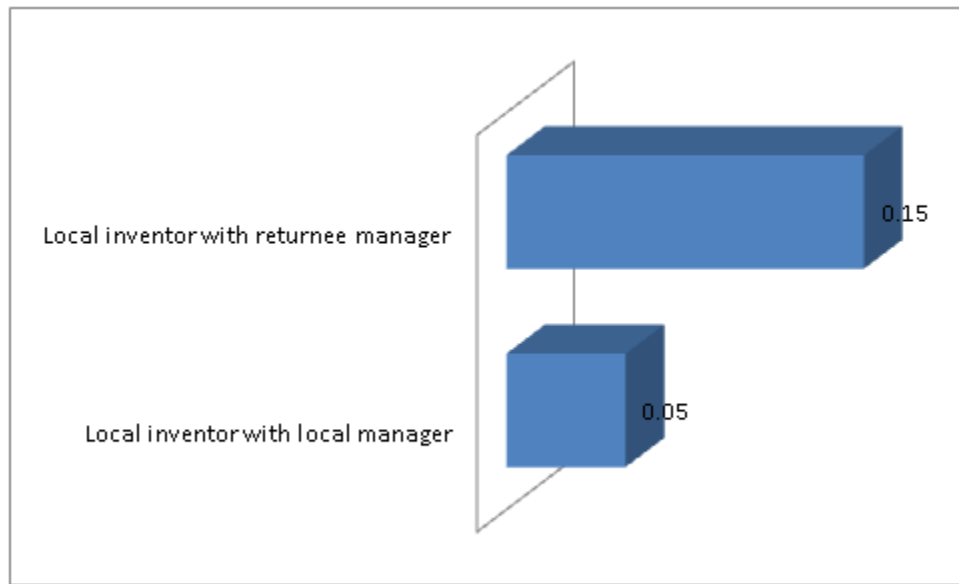 Local inventor with returnee manager
0.15
Local inventor with local manager
0.05